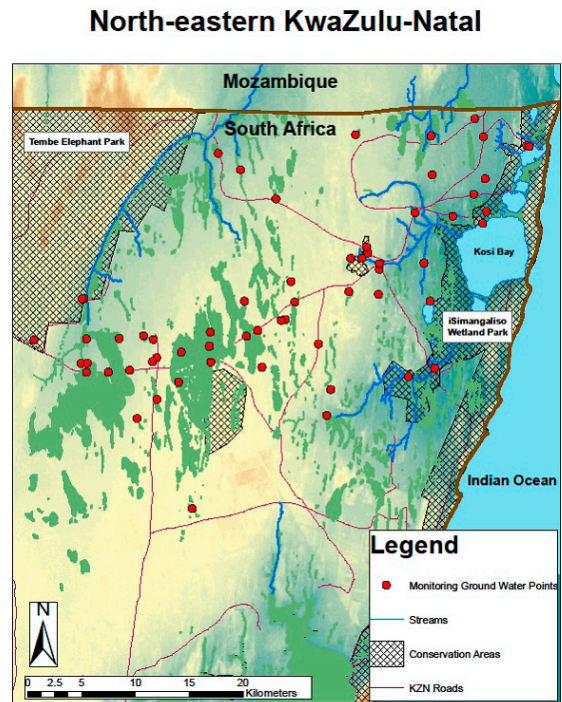 North-eastern KwaZulu-Natal
Mozambique
South Africa
Tembe Elephant Park
Kosi Bay
iSimangaliso
Wetland Park
Indian Ocean
Legend
Monitoring Ground Water Points
Streams
Conservation Areas
KZN Roads
N
0 2.5 5 10 15 20
Kilometers